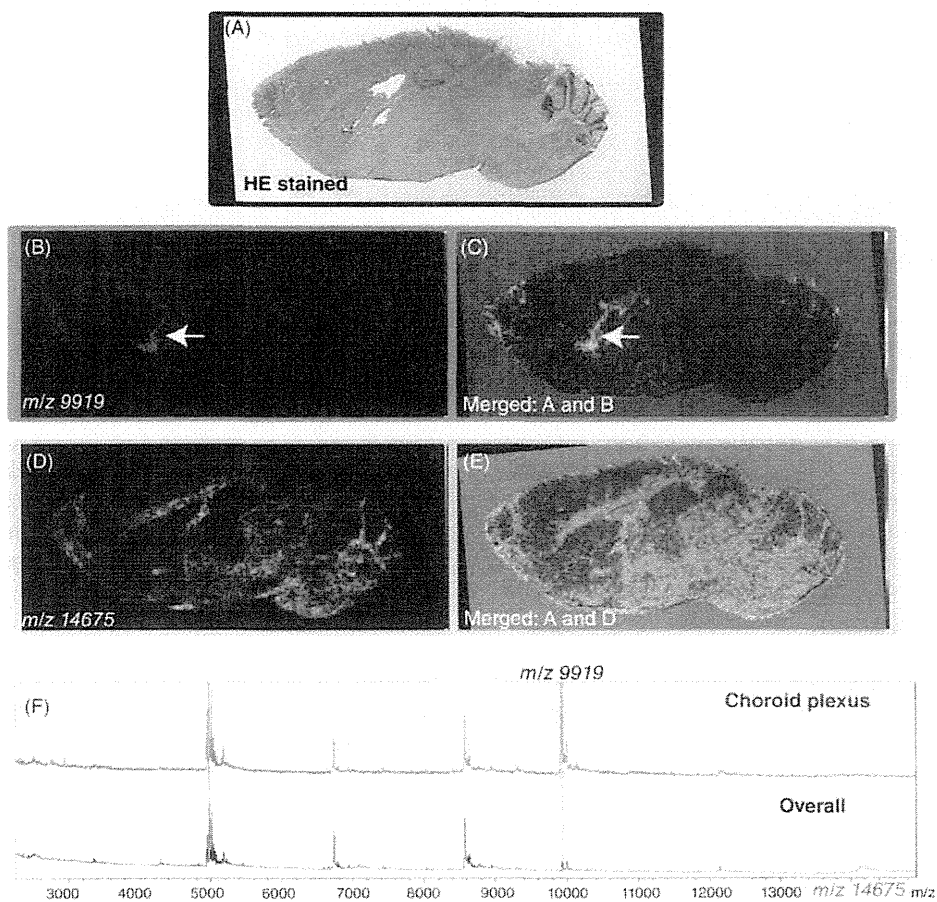 (A)
HE stained
(B)
m/z 9919
(C)
Merged: A and B
(D)
m/z 14675
(E)
Merged: A and D
m/z 9919
(F)
Choroid plexus
Overall
3000 4000 5000 6000 7000 8000 9000 10000 11000 12000 13000 m/z 14675 m/z